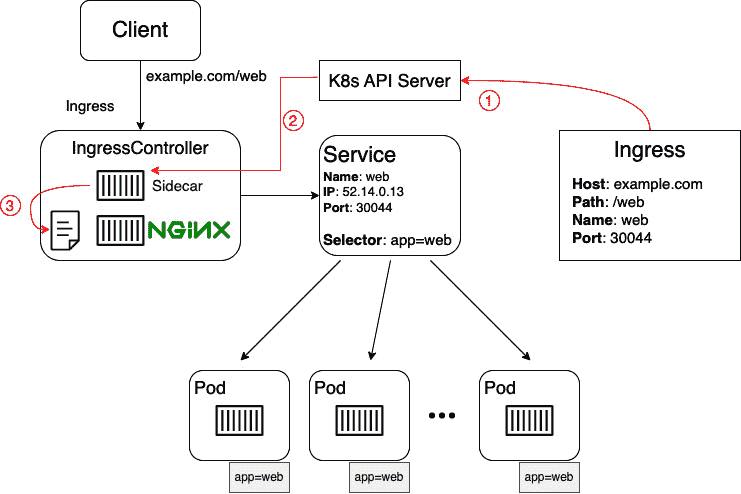 Client
example.com/web
Ingress
K8s API Server
1
2
IngressController
Sidecar
3
NGINX
Service
Name: web
IP: 52.14.0.13
Port: 30044
Selector: app=web
Ingress
Host: example.com
Path: /web
Name: web
Port: 30044
Pod
app=web
Pod
app=web
•••
Pod
app=web